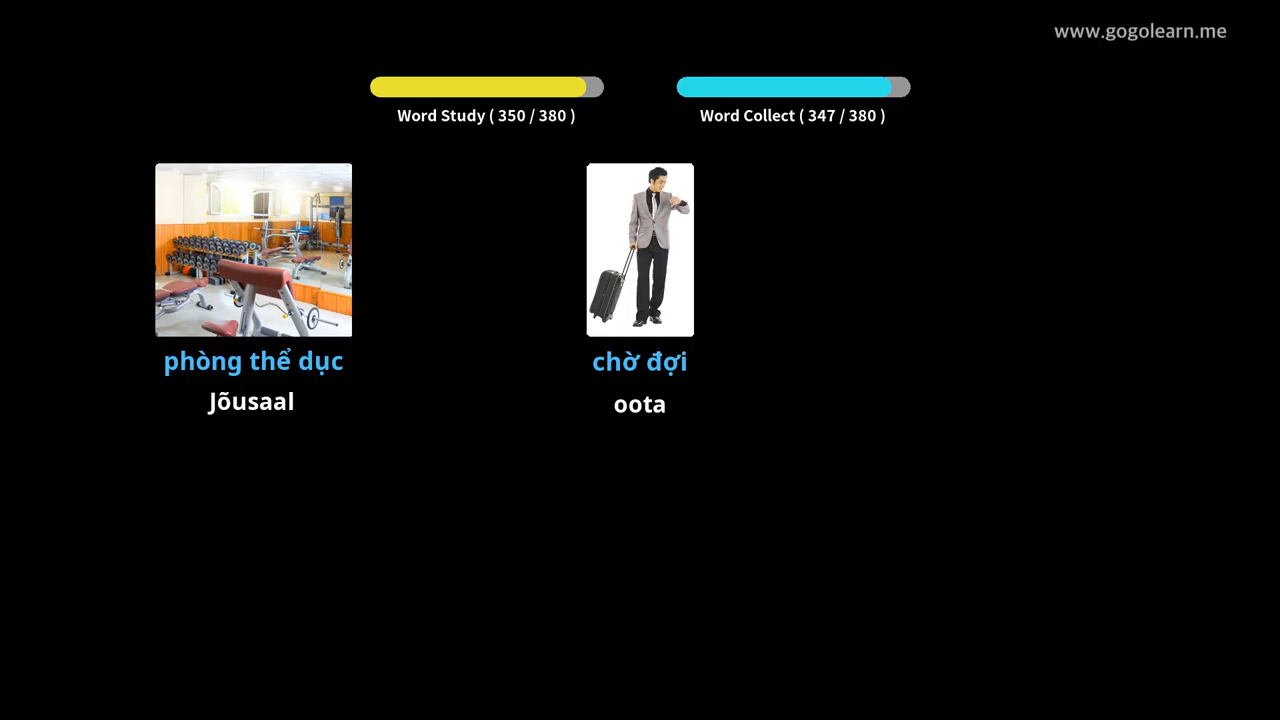 www.gogolearn.me
Word Study ( 350 / 380 )
Word Collect ( 347 / 380 )
phòng thể dục
Jõusaal
chờ đợi
oota